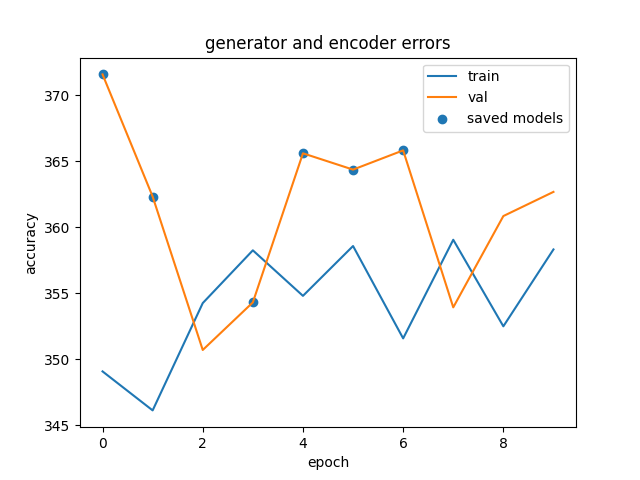 generator and encoder errors
train
val
saved models
370
365
360
355
350
345
accuracy
0 2 4 6 8
epoch